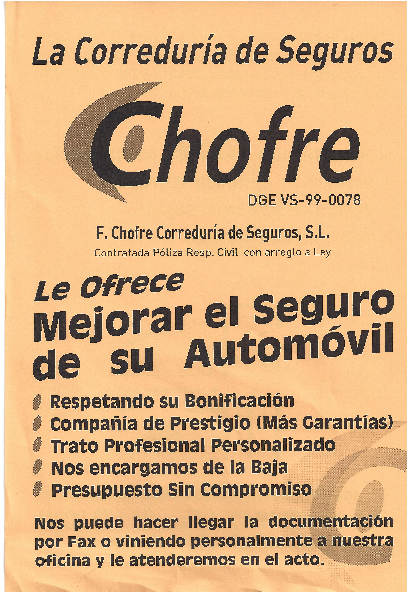 La Correduría de Seguros
Chofre
DGE VS-99-0078
F. Chofre Correduría de Seguros, S.L.
Contratada Póliza Resp. Civil con arreglo a Ley
Le Ofrece
Mejorar el Seguro
de su Automóvil
Respetando su Bonificación
Compañía de Prestigio (Más Garantías)
Trato Profesional Personalizado
Nos encargamos de la Baja
Presupuesto Sin Compromiso
Nos puede hacer llegar la documentación
por Fax o viniendo personalmente a nuestra
oficina y le atenderemos en el acto.